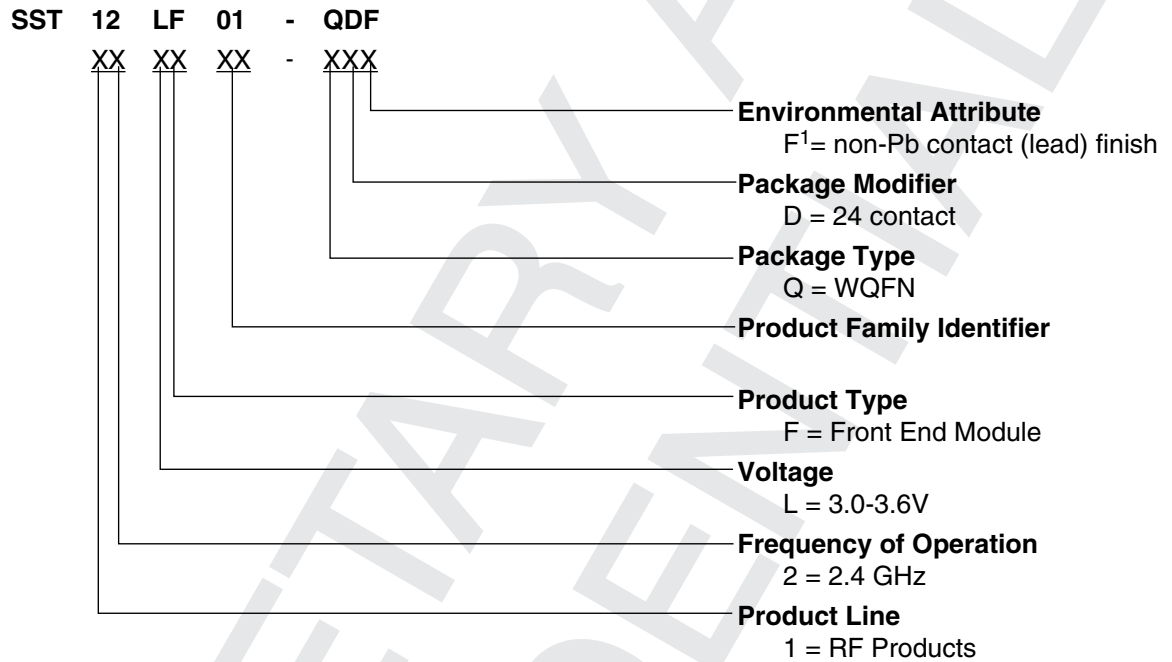 SST 12 LF 01 - QDF
XX XX XX - XXX
Environmental Attribute
F1= non-Pb contact (lead) finish
Package Modifier
D = 24 contact
Package Type
Q = WQFN
Product Family Identifier
Product Type
F = Front End Module
Voltage
L = 3.0-3.6V
Frequency of Operation
2 = 2.4 GHz
Product Line
1 = RF Products